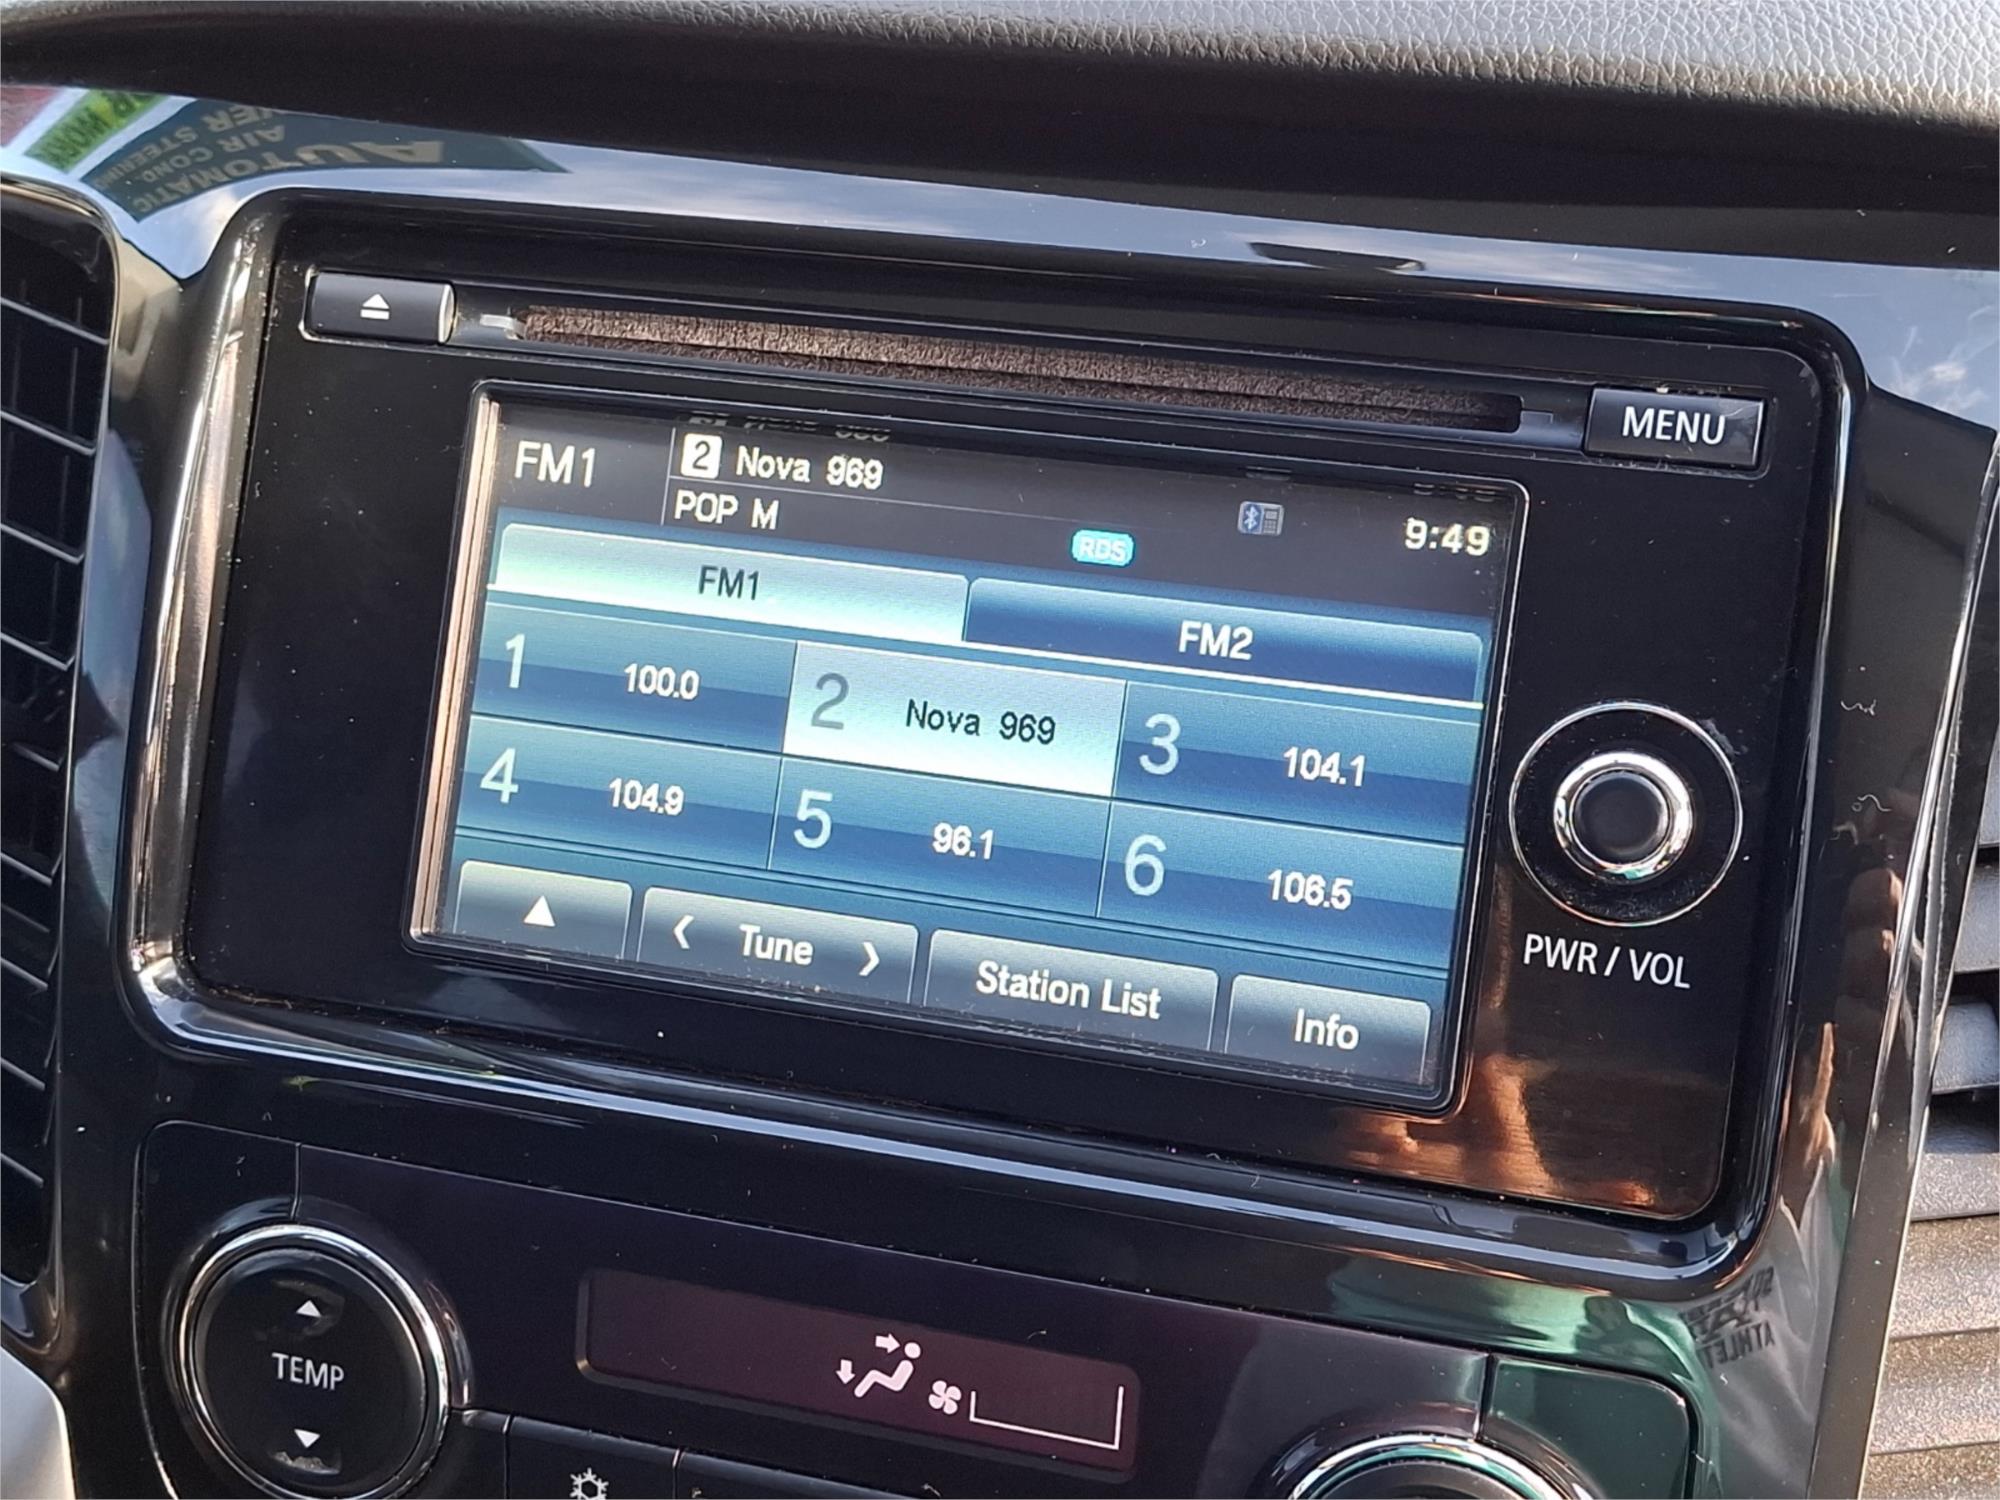 AUTOMATIC
AIR COND.
STEERING
MENU
FM1
2 Nova 969
POP M
RDS
9:49
FM1
FM2
1 100.0
2 Nova 969
3 104.1
4 104.9
5 96.1
6 106.5
Tune
Station List
Info
PWR / VOL
TEMP